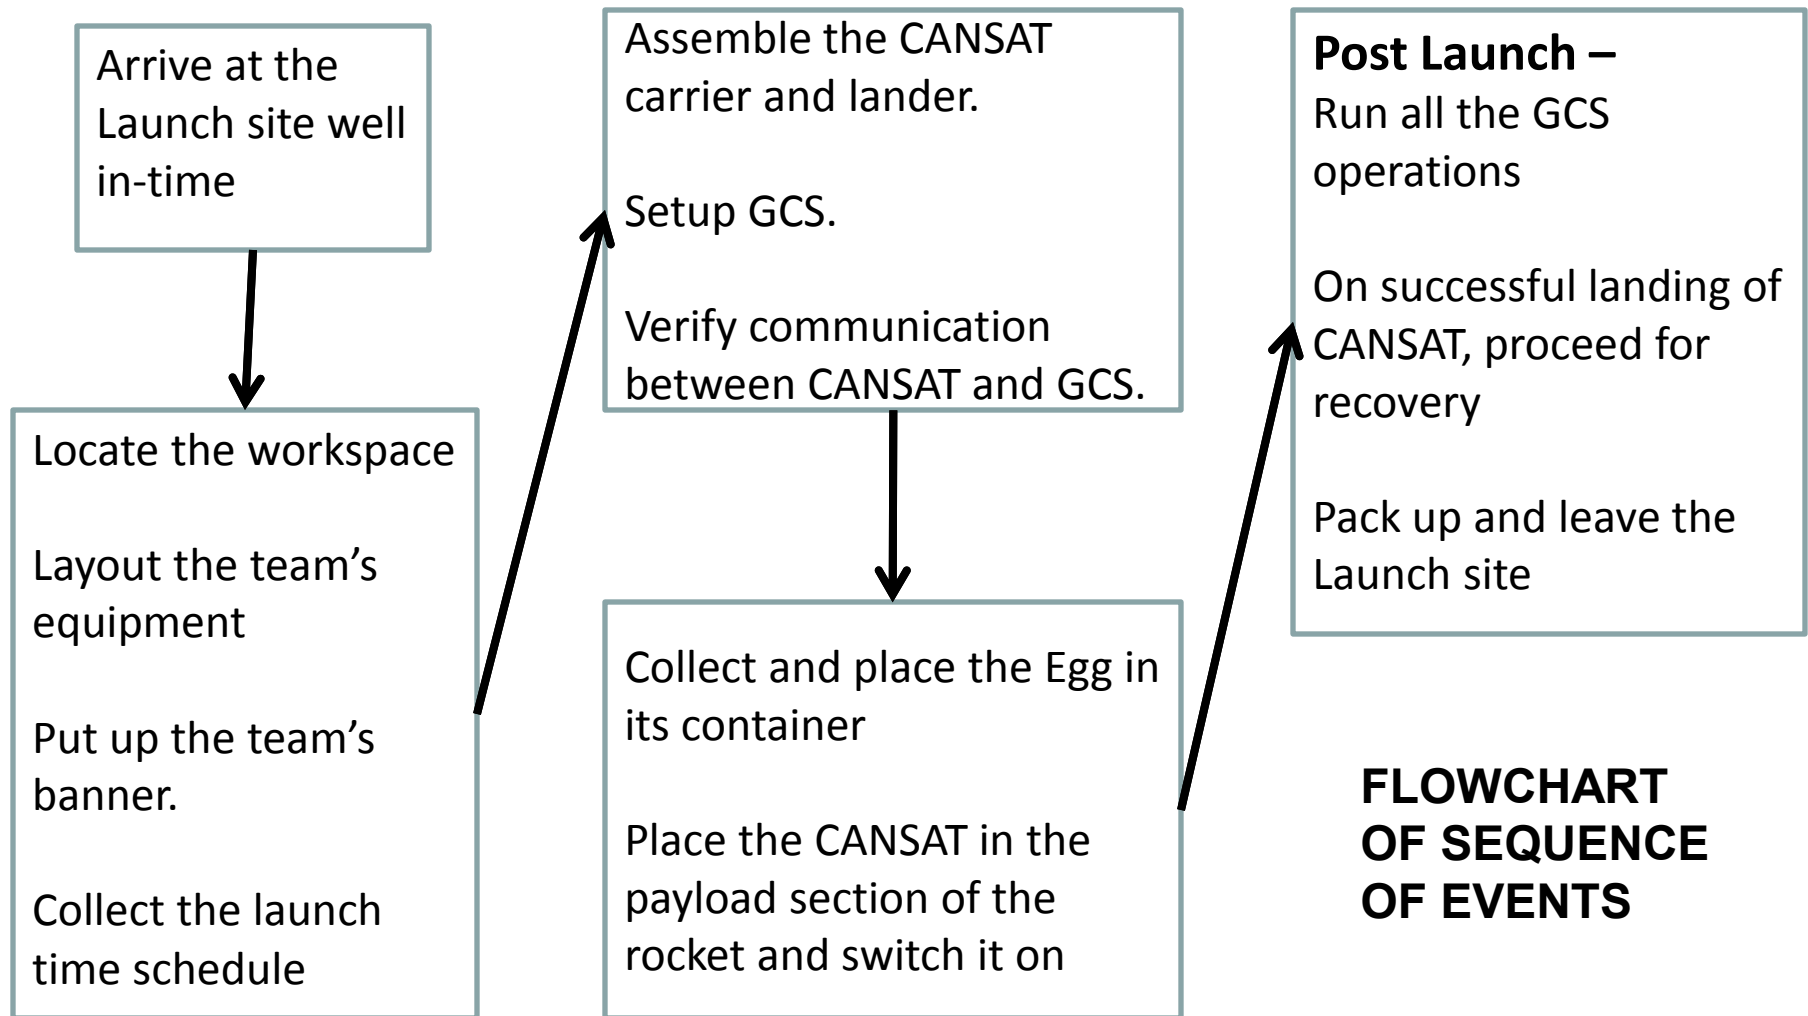 Arrive at the
Launch site well
in-time
Locate the workspace
Layout the team’s
equipment
Put up the team’s
banner.
Collect the launch
time schedule
Assemble the CANSAT
carrier and lander.
Setup GCS.
Verify communication
between CANSAT and GCS.
Collect and place the Egg in
its container
Place the CANSAT in the
payload section of the
rocket and switch it on
Post Launch –
Run all the GCS
operations
On successful landing of
CANSAT, proceed for
recovery
Pack up and leave the
Launch site
FLOWCHART
OF SEQUENCE
OF EVENTS